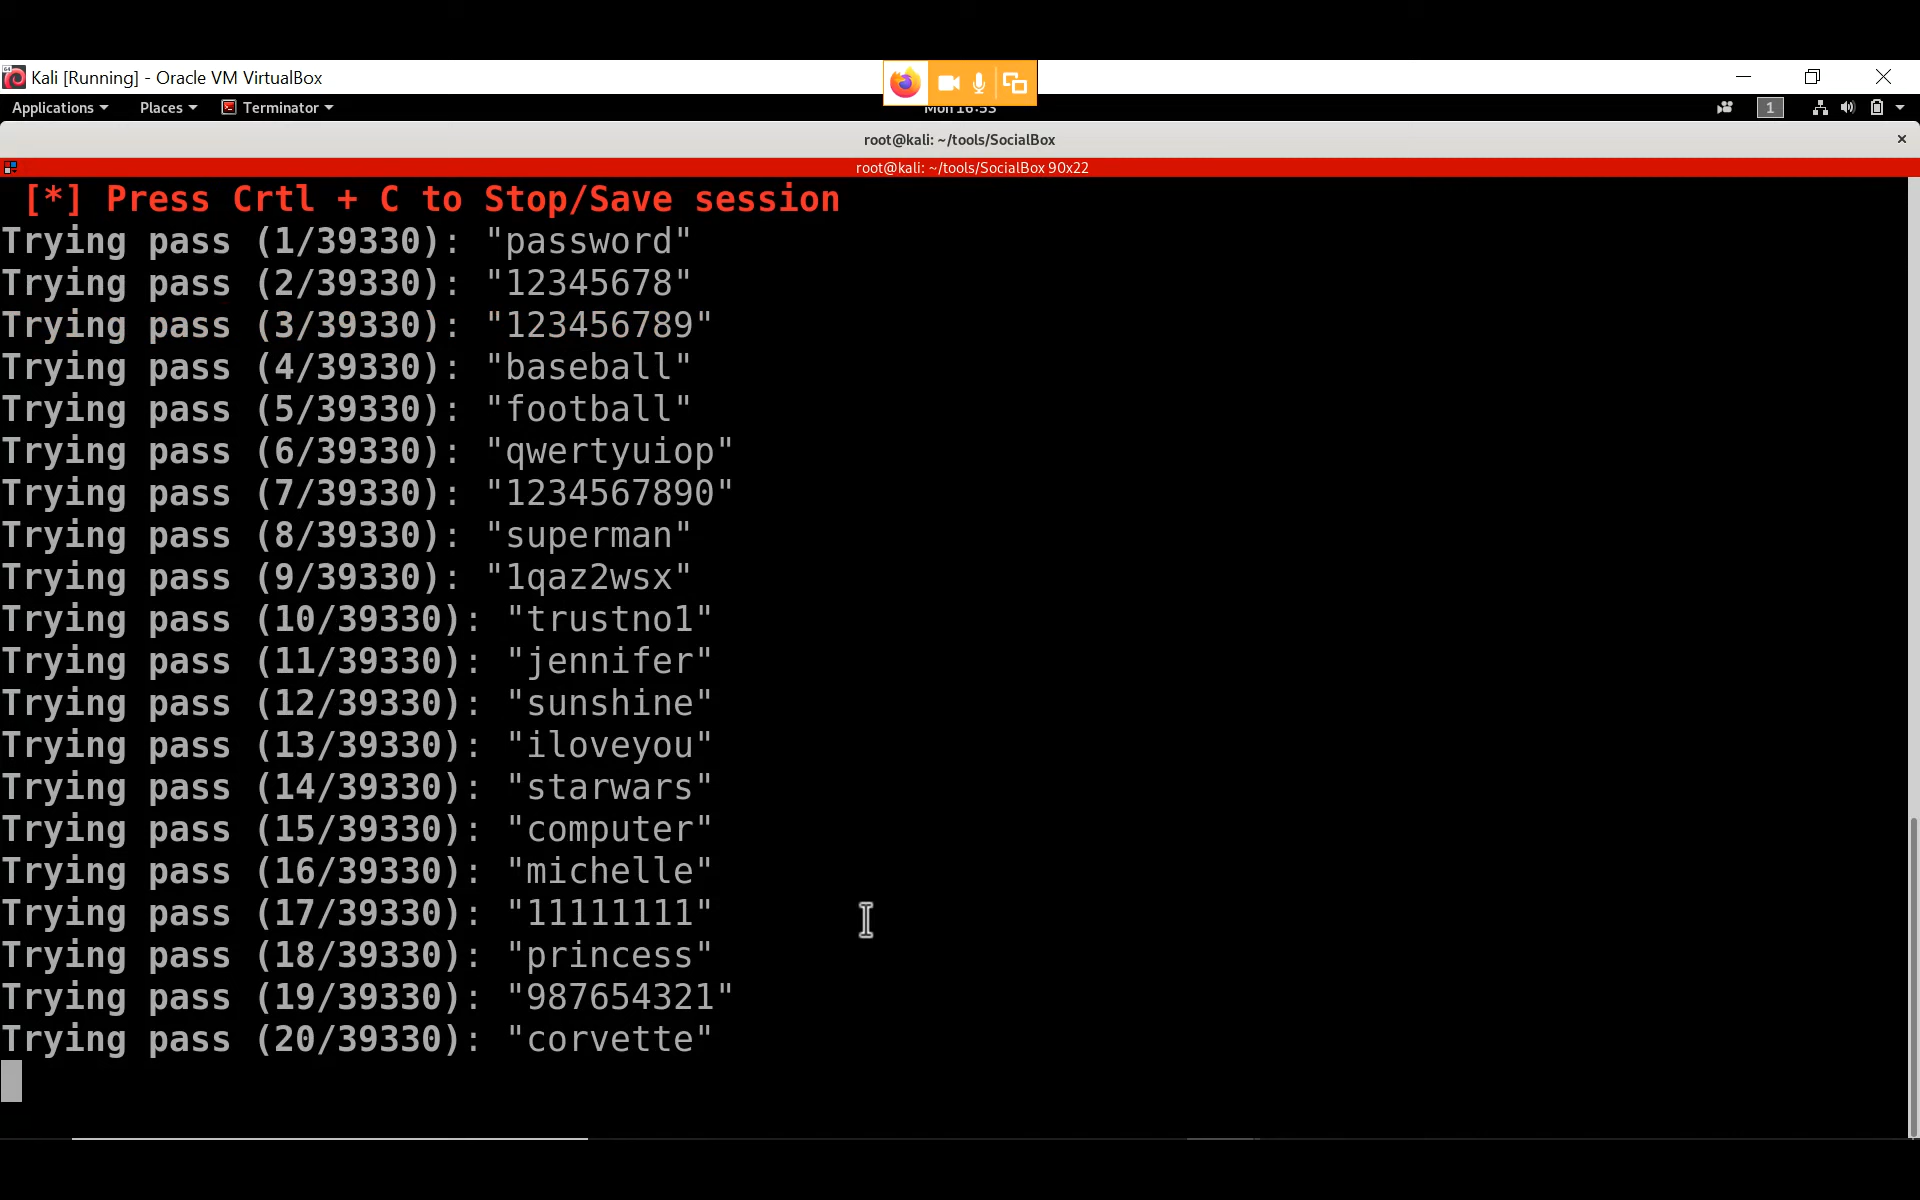 Kali [Running] - Oracle VM VirtualBox
Applications Places Terminator Mon 16:53 1
root@kali: ~/tools/SocialBox
root@kali: ~/tools/SocialBox 90x22
[*] Press Crtl + C to Stop/Save session
Trying pass (1/39330): "password"
Trying pass (2/39330): "12345678"
Trying pass (3/39330): "123456789"
Trying pass (4/39330): "baseball"
Trying pass (5/39330): "football"
Trying pass (6/39330): "qwertyuiop"
Trying pass (7/39330): "1234567890"
Trying pass (8/39330): "superman"
Trying pass (9/39330): "1qaz2wsx"
Trying pass (10/39330): "trustno1"
Trying pass (11/39330): "jennifer"
Trying pass (12/39330): "sunshine"
Trying pass (13/39330): "iloveyou"
Trying pass (14/39330): "starwars"
Trying pass (15/39330): "computer"
Trying pass (16/39330): "michelle"
Trying pass (17/39330): "11111111"
Trying pass (18/39330): "princess"
Trying pass (19/39330): "987654321"
Trying pass (20/39330): "corvette"